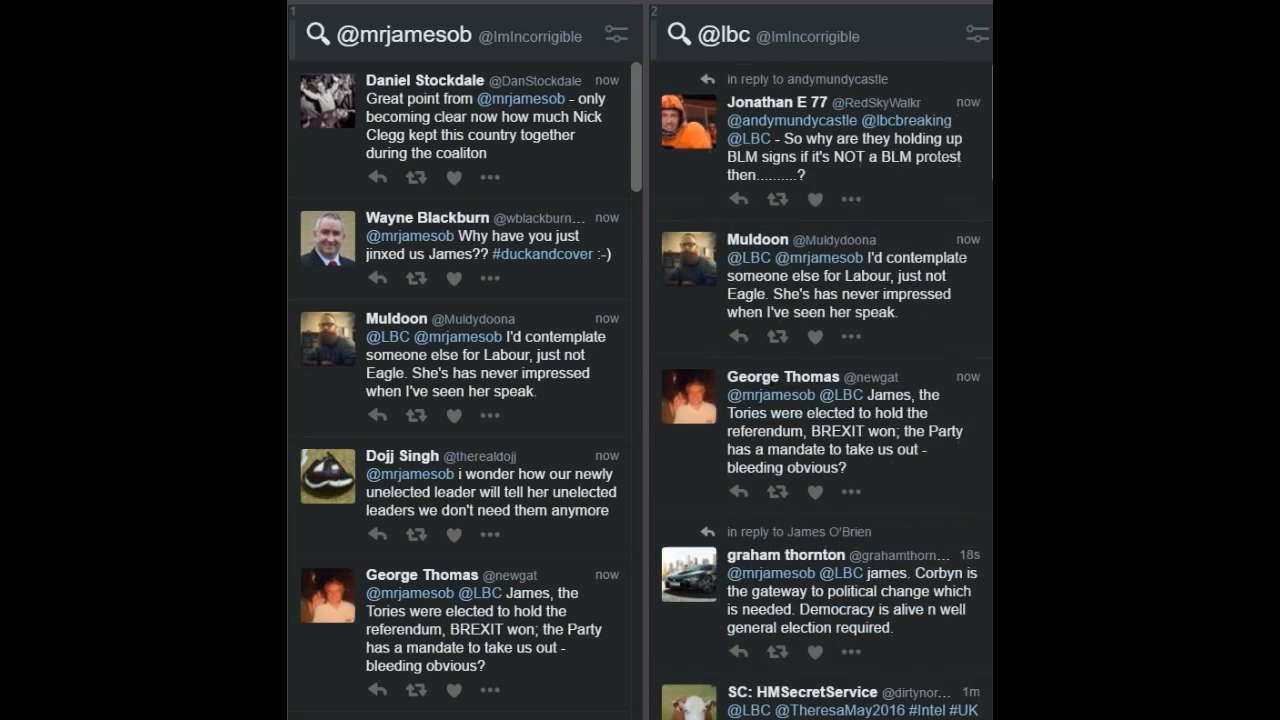 1
@mrjamesob @ImIncorrigible
Daniel Stockdale @DanStockdale now
Great point from @mrjamesob - only
becoming clear now how much Nick
Clegg kept this country together
during the coaliton
Wayne Blackburn @wblackburn... now
@mrjamesob Why have you just
jinxed us James?? #duckandcover :-)
Muldoon @Muldydoona now
@LBC @mrjamesob I'd contemplate
someone else for Labour, just not
Eagle. She's has never impressed
when I've seen her speak.
Dojj Singh @therealdojj now
@mrjamesob i wonder how our newly
unelected leader will tell her unelected
leaders we don't need them anymore
George Thomas @newgat now
@mrjamesob @LBC James, the
Tories were elected to hold the
referendum, BREXIT won; the Party
has a mandate to take us out -
bleeding obvious?
2
@lbc @ImIncorrigible
in reply to andymundycastle
Jonathan E 77 @RedSkyWalkr now
@andymundycastle @lbcbreaking
@LBC - So why are they holding up
BLM signs if it's NOT a BLM protest
then..........?
Muldoon @Muldydoona now
@LBC @mrjamesob I'd contemplate
someone else for Labour, just not
Eagle. She's has never impressed
when I've seen her speak.
George Thomas @newgat now
@mrjamesob @LBC James, the
Tories were elected to hold the
referendum, BREXIT won; the Party
has a mandate to take us out -
bleeding obvious?
in reply to James O'Brien
graham thornton @grahamthorn... 18s
@mrjamesob @LBC james. Corbyn is
the gateway to political change which
is needed. Democracy is alive n well
general election required.
SC: HMSecretService @dirtynor... 1m
@LBC @TheresaMay2016 #Intel #UK